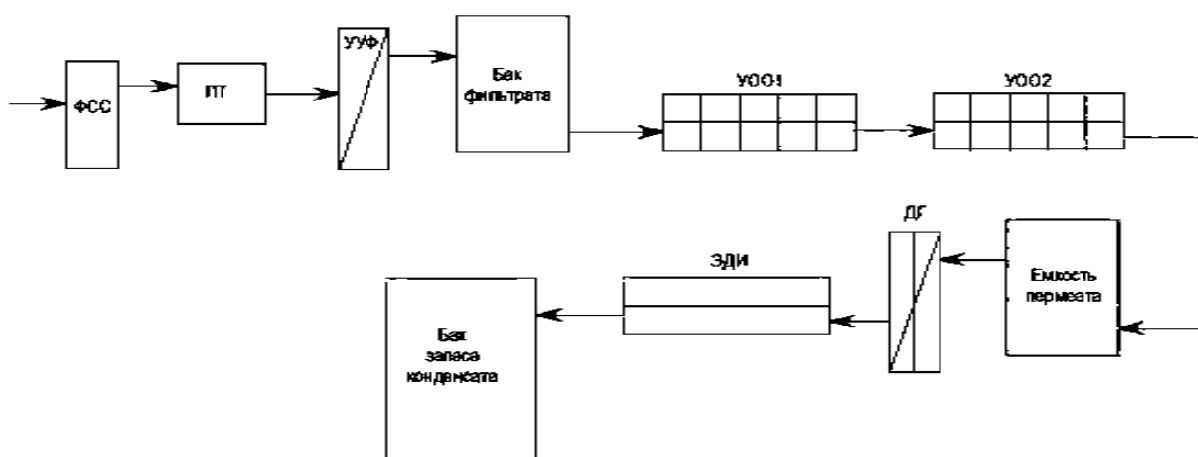 ФСС
ПТ
УУФ
Бак
фильтрата
УОО1
УОО2
ДГ
Емкость
пермеата
ЭДИ
Бак
запаса
конденсата